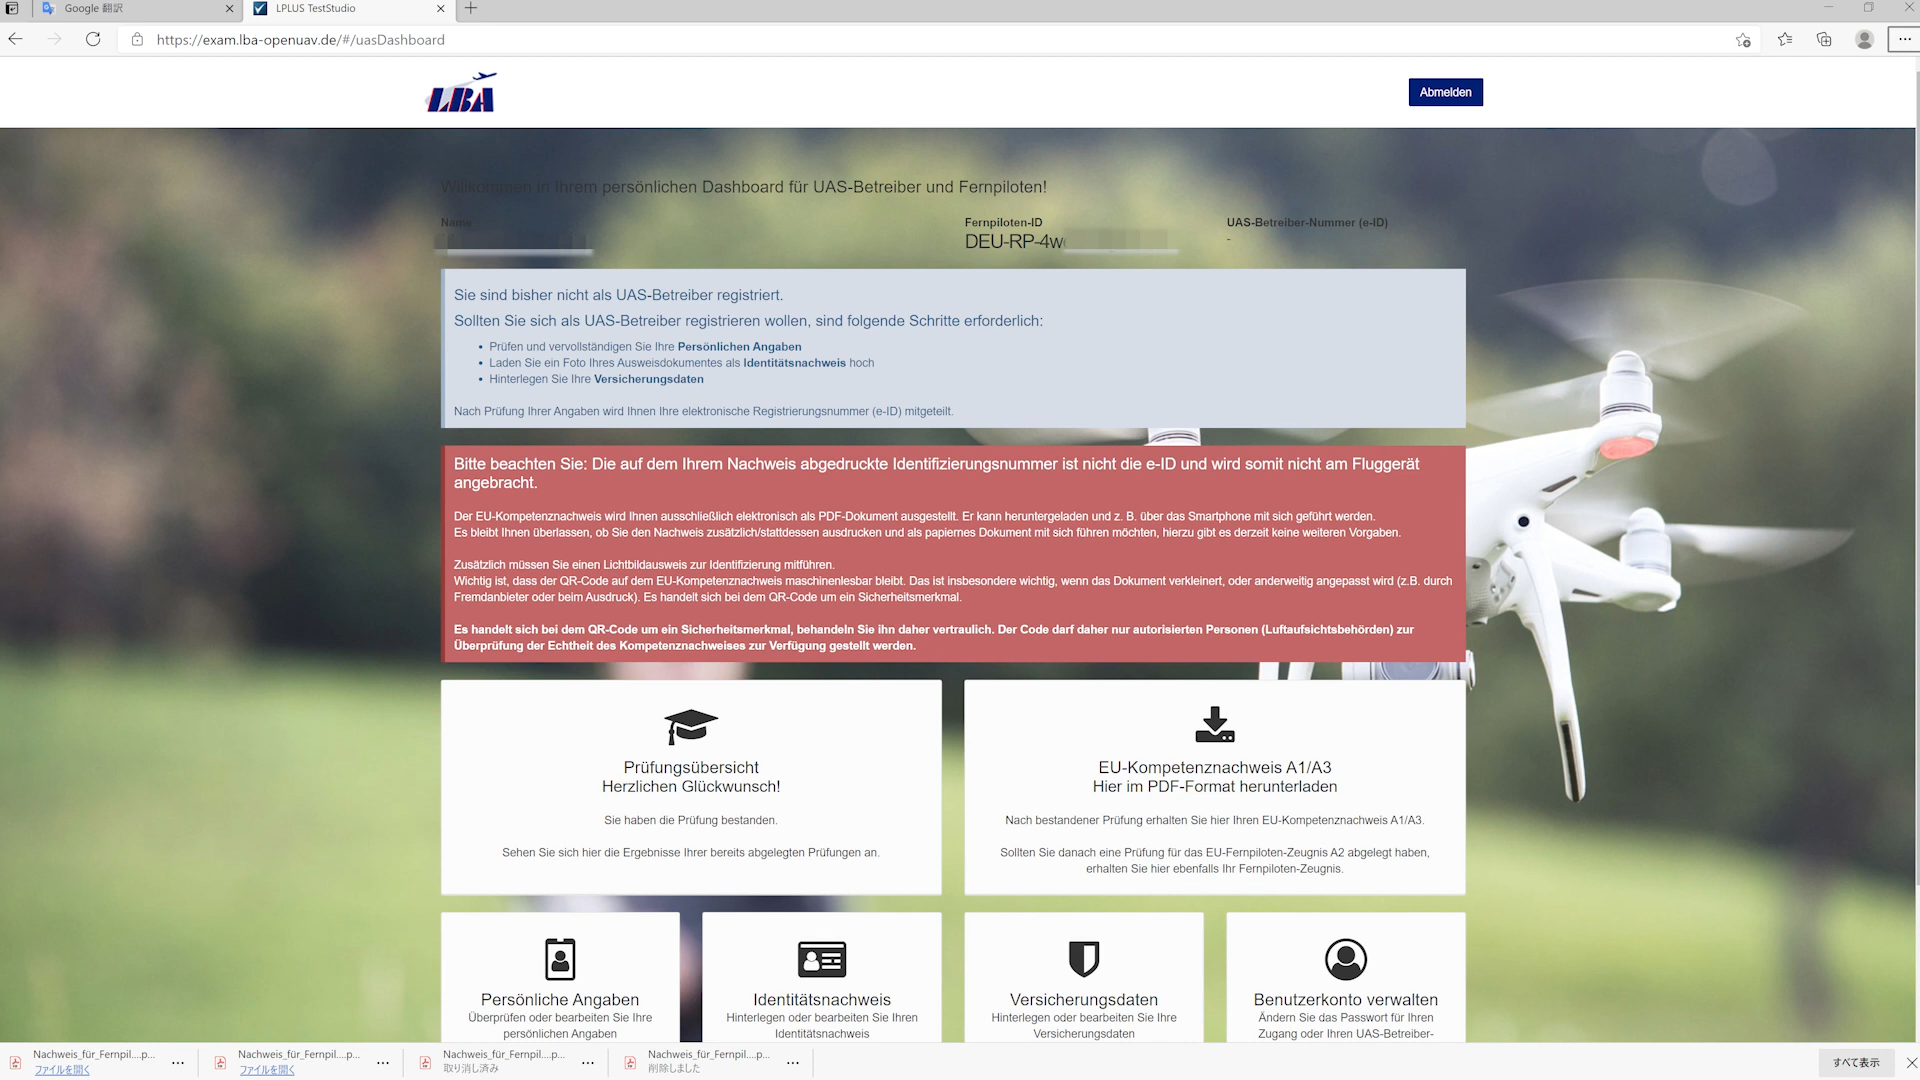 Google 翻訳
LPLUS TestStudio
https://exam.lba-openuav.de/#/uasDashboard
LBA
Abmelden
Willkommen in Ihrem persönlichen Dashboard für UAS-Betreiber und Fernpiloten!
Name
Fernpiloten-ID
UAS-Betreiber-Nummer (e-ID)
DEU-RP-4w
-
Sie sind bisher nicht als UAS-Betreiber registriert.
Sollten Sie sich als UAS-Betreiber registrieren wollen, sind folgende Schritte erforderlich:
• Prüfen und vervollständigen Sie Ihre Persönlichen Angaben
• Laden Sie ein Foto Ihres Ausweisdokumentes als Identitätsnachweis hoch
• Hinterlegen Sie Ihre Versicherungsdaten
Nach Prüfung Ihrer Angaben wird Ihnen Ihre elektronische Registrierungsnummer (e-ID) mitgeteilt.
Bitte beachten Sie: Die auf dem Ihrem Nachweis abgedruckte Identifizierungsnummer ist nicht die e-ID und wird somit nicht am Fluggerät
angebracht.
Der EU-Kompetenznachweis wird Ihnen ausschließlich elektronisch als PDF-Dokument ausgestellt. Er kann heruntergeladen und z. B. über das Smartphone mit sich geführt werden.
Es bleibt Ihnen überlassen, ob Sie den Nachweis zusätzlich/stattdessen ausdrucken und als papiernes Dokument mit sich führen möchten, hierzu gibt es derzeit keine weiteren Vorgaben.
Zusätzlich müssen Sie einen Lichtbildausweis zur Identifizierung mitführen.
Wichtig ist, dass der QR-Code auf dem EU-Kompetenznachweis maschinenlesbar bleibt. Das ist insbesondere wichtig, wenn das Dokument verkleinert, oder anderweitig angepasst wird (z.B. durch
Fremdanbieter oder beim Ausdruck). Es handelt sich bei dem QR-Code um ein Sicherheitsmerkmal.
Es handelt sich bei dem QR-Code um ein Sicherheitsmerkmal, behandeln Sie ihn daher vertraulich. Der Code darf daher nur autorisierten Personen (Luftaufsichtsbehörden) zur
Überprüfung der Echtheit des Kompetenznachweises zur Verfügung gestellt werden.
Prüfungsübersicht
Herzlichen Glückwunsch!
Sie haben die Prüfung bestanden.
Sehen Sie sich hier die Ergebnisse Ihrer bereits abgelegten Prüfungen an.
EU-Kompetenznachweis A1/A3
Hier im PDF-Format herunterladen
Nach bestandener Prüfung erhalten Sie hier Ihren EU-Kompetenznachweis A1/A3.
Sollten Sie danach eine Prüfung für das EU-Fernpiloten-Zeugnis A2 abgelegt haben,
erhalten Sie hier ebenfalls Ihr Fernpiloten-Zeugnis.
Persönliche Angaben
Überprüfen oder bearbeiten Sie Ihre
persönlichen Angaben
Identitätsnachweis
Hinterlegen oder bearbeiten Sie Ihren
Identitätsnachweis
Versicherungsdaten
Hinterlegen oder bearbeiten Sie Ihre
Versicherungsdaten
Benutzerkonto verwalten
Ändern Sie das Passwort für Ihren
Zugang oder Ihren UAS-Betreiber-
Nachweis_für_Fernpil....p...
ファイルを開く
Nachweis_für_Fernpil....p...
ファイルを開く
Nachweis_für_Fernpil....p...
取り消し済み
Nachweis_für_Fernpil....p...
削除しました
すべて表示